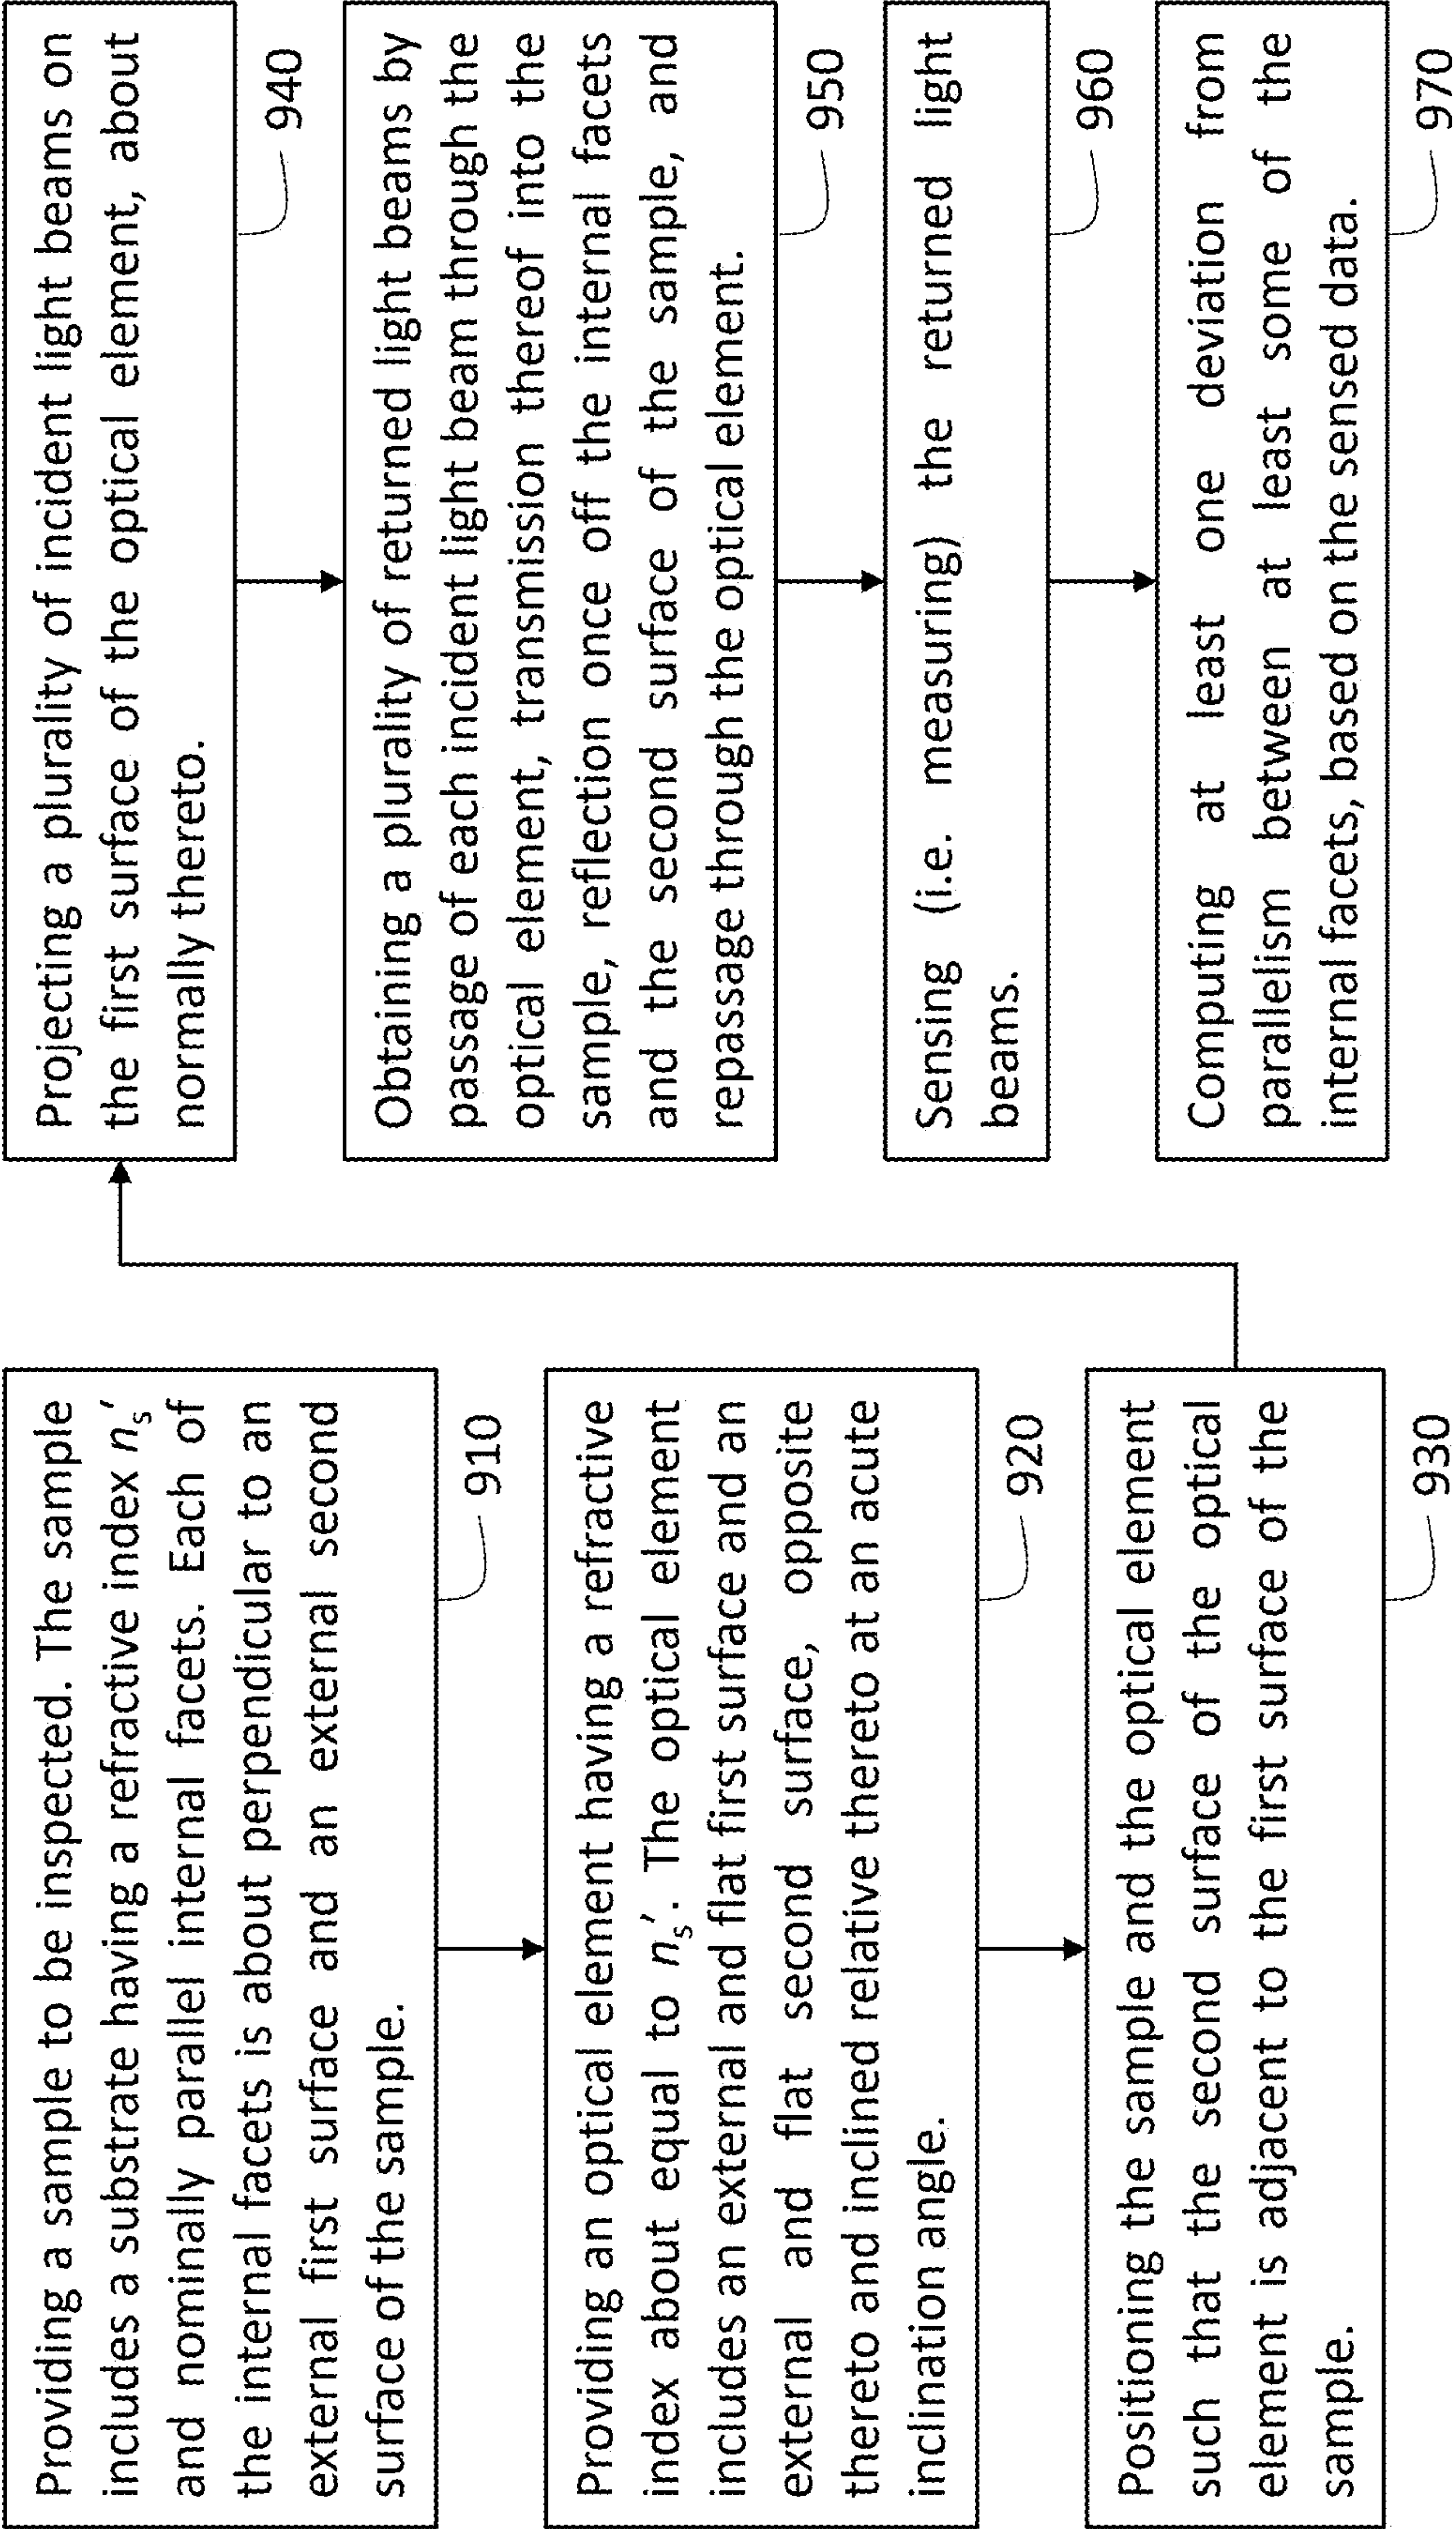 Providing a sample to be inspected. The sample
includes a substrate having a refractive index nₛ′
and nominally parallel internal facets. Each of
the internal facets is about perpendicular to an
external first surface and an external second
surface of the sample.
910
Providing an optical element having a refractive
index about equal to nₛ′. The optical element
includes an external and flat first surface and an
external and flat second surface, opposite
thereto and inclined relative thereto at an acute
inclination angle.
920
Positioning the sample and the optical element
such that the second surface of the optical
element is adjacent to the first surface of the
sample.
930
Projecting a plurality of incident light beams on
the first surface of the optical element, about
normally thereto.
940
Obtaining a plurality of returned light beams by
passage of each incident light beam through the
optical element, transmission thereof into the
sample, reflection once off the internal facets
and the second surface of the sample, and
repassage through the optical element.
950
Sensing (i.e. measuring) the returned light
beams.
960
Computing at least one deviation from
parallelism between at least some of the
internal facets, based on the sensed data.
970